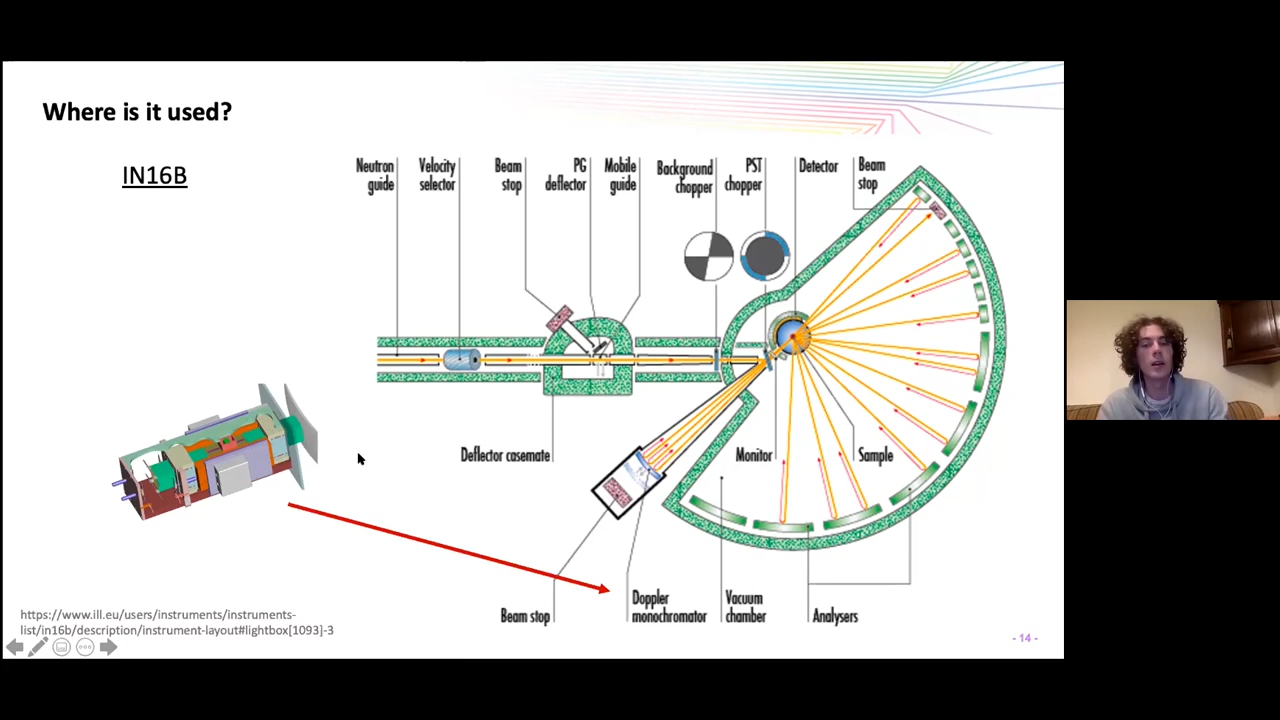 Where is it used?
IN16B
Neutron
guide
Velocity
selector
Beam
stop
PG
deflector
Mobile
guide
Background
chopper
PST
chopper
Detector
Beam
stop
Deflector casemate
Monitor
Sample
Beam stop
Doppler
monochromator
Vacuum
chamber
Analysers
https://www.ill.eu/users/instruments/instruments-
list/in16b/description/instrument-layout#lightbox[1093]-3
- 14 -